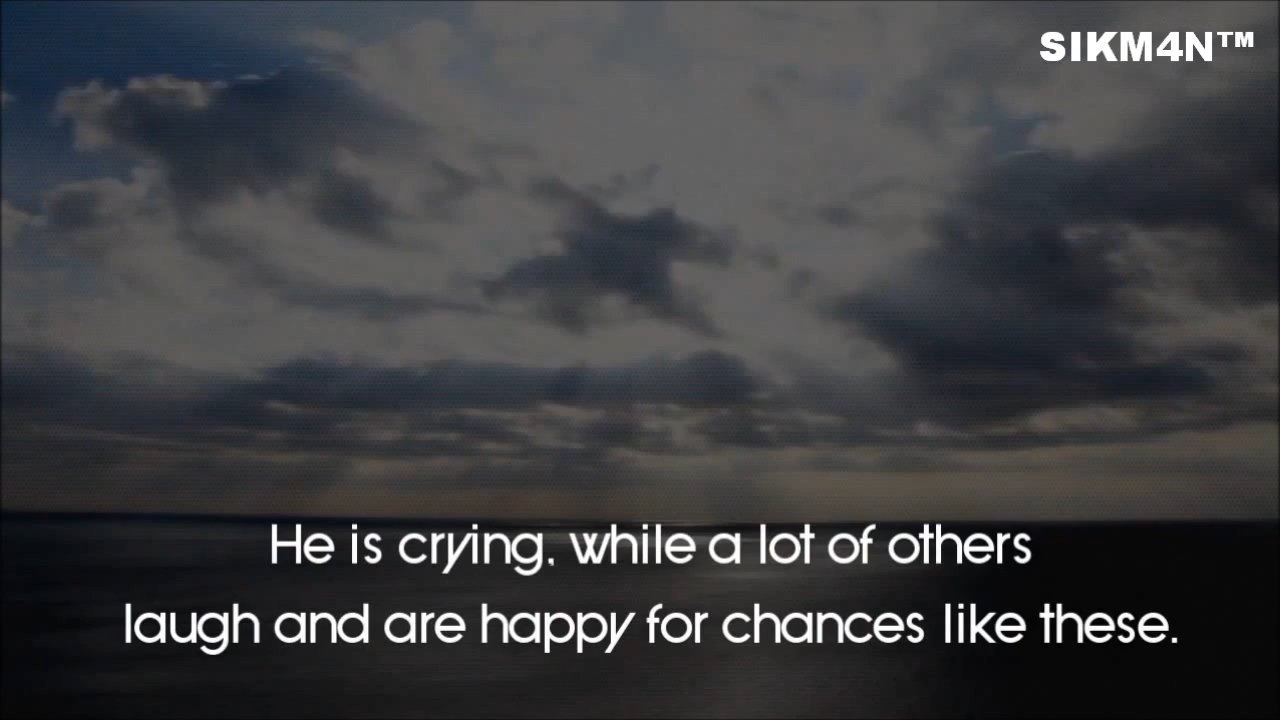 SIKM4N™
He is crying, while a lot of others
laugh and are happy for chances like these.